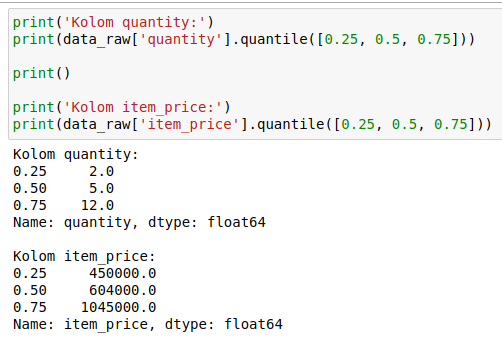 print('Kolom quantity:')
print(data_raw['quantity'].quantile([0.25, 0.5, 0.75]))
print()
print('Kolom item_price:')
print(data_raw['item_price'].quantile([0.25, 0.5, 0.75]))
Kolom quantity:
0.25     2.0
0.50     5.0
0.75    12.0
Name: quantity, dtype: float64
Kolom item_price:
0.25     450000.0
0.50     604000.0
0.75    1045000.0
Name: item_price, dtype: float64